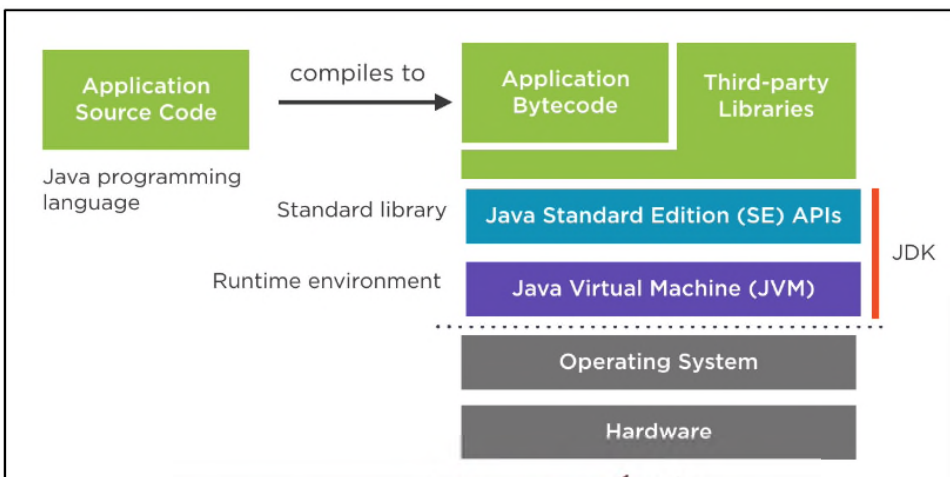 Application
Source Code
compiles to
Application
Bytecode
Third-party
Libraries
Java programming
language
Standard library
Java Standard Edition (SE) APIs
JDK
Runtime environment
Java Virtual Machine (JVM)
Operating System
Hardware